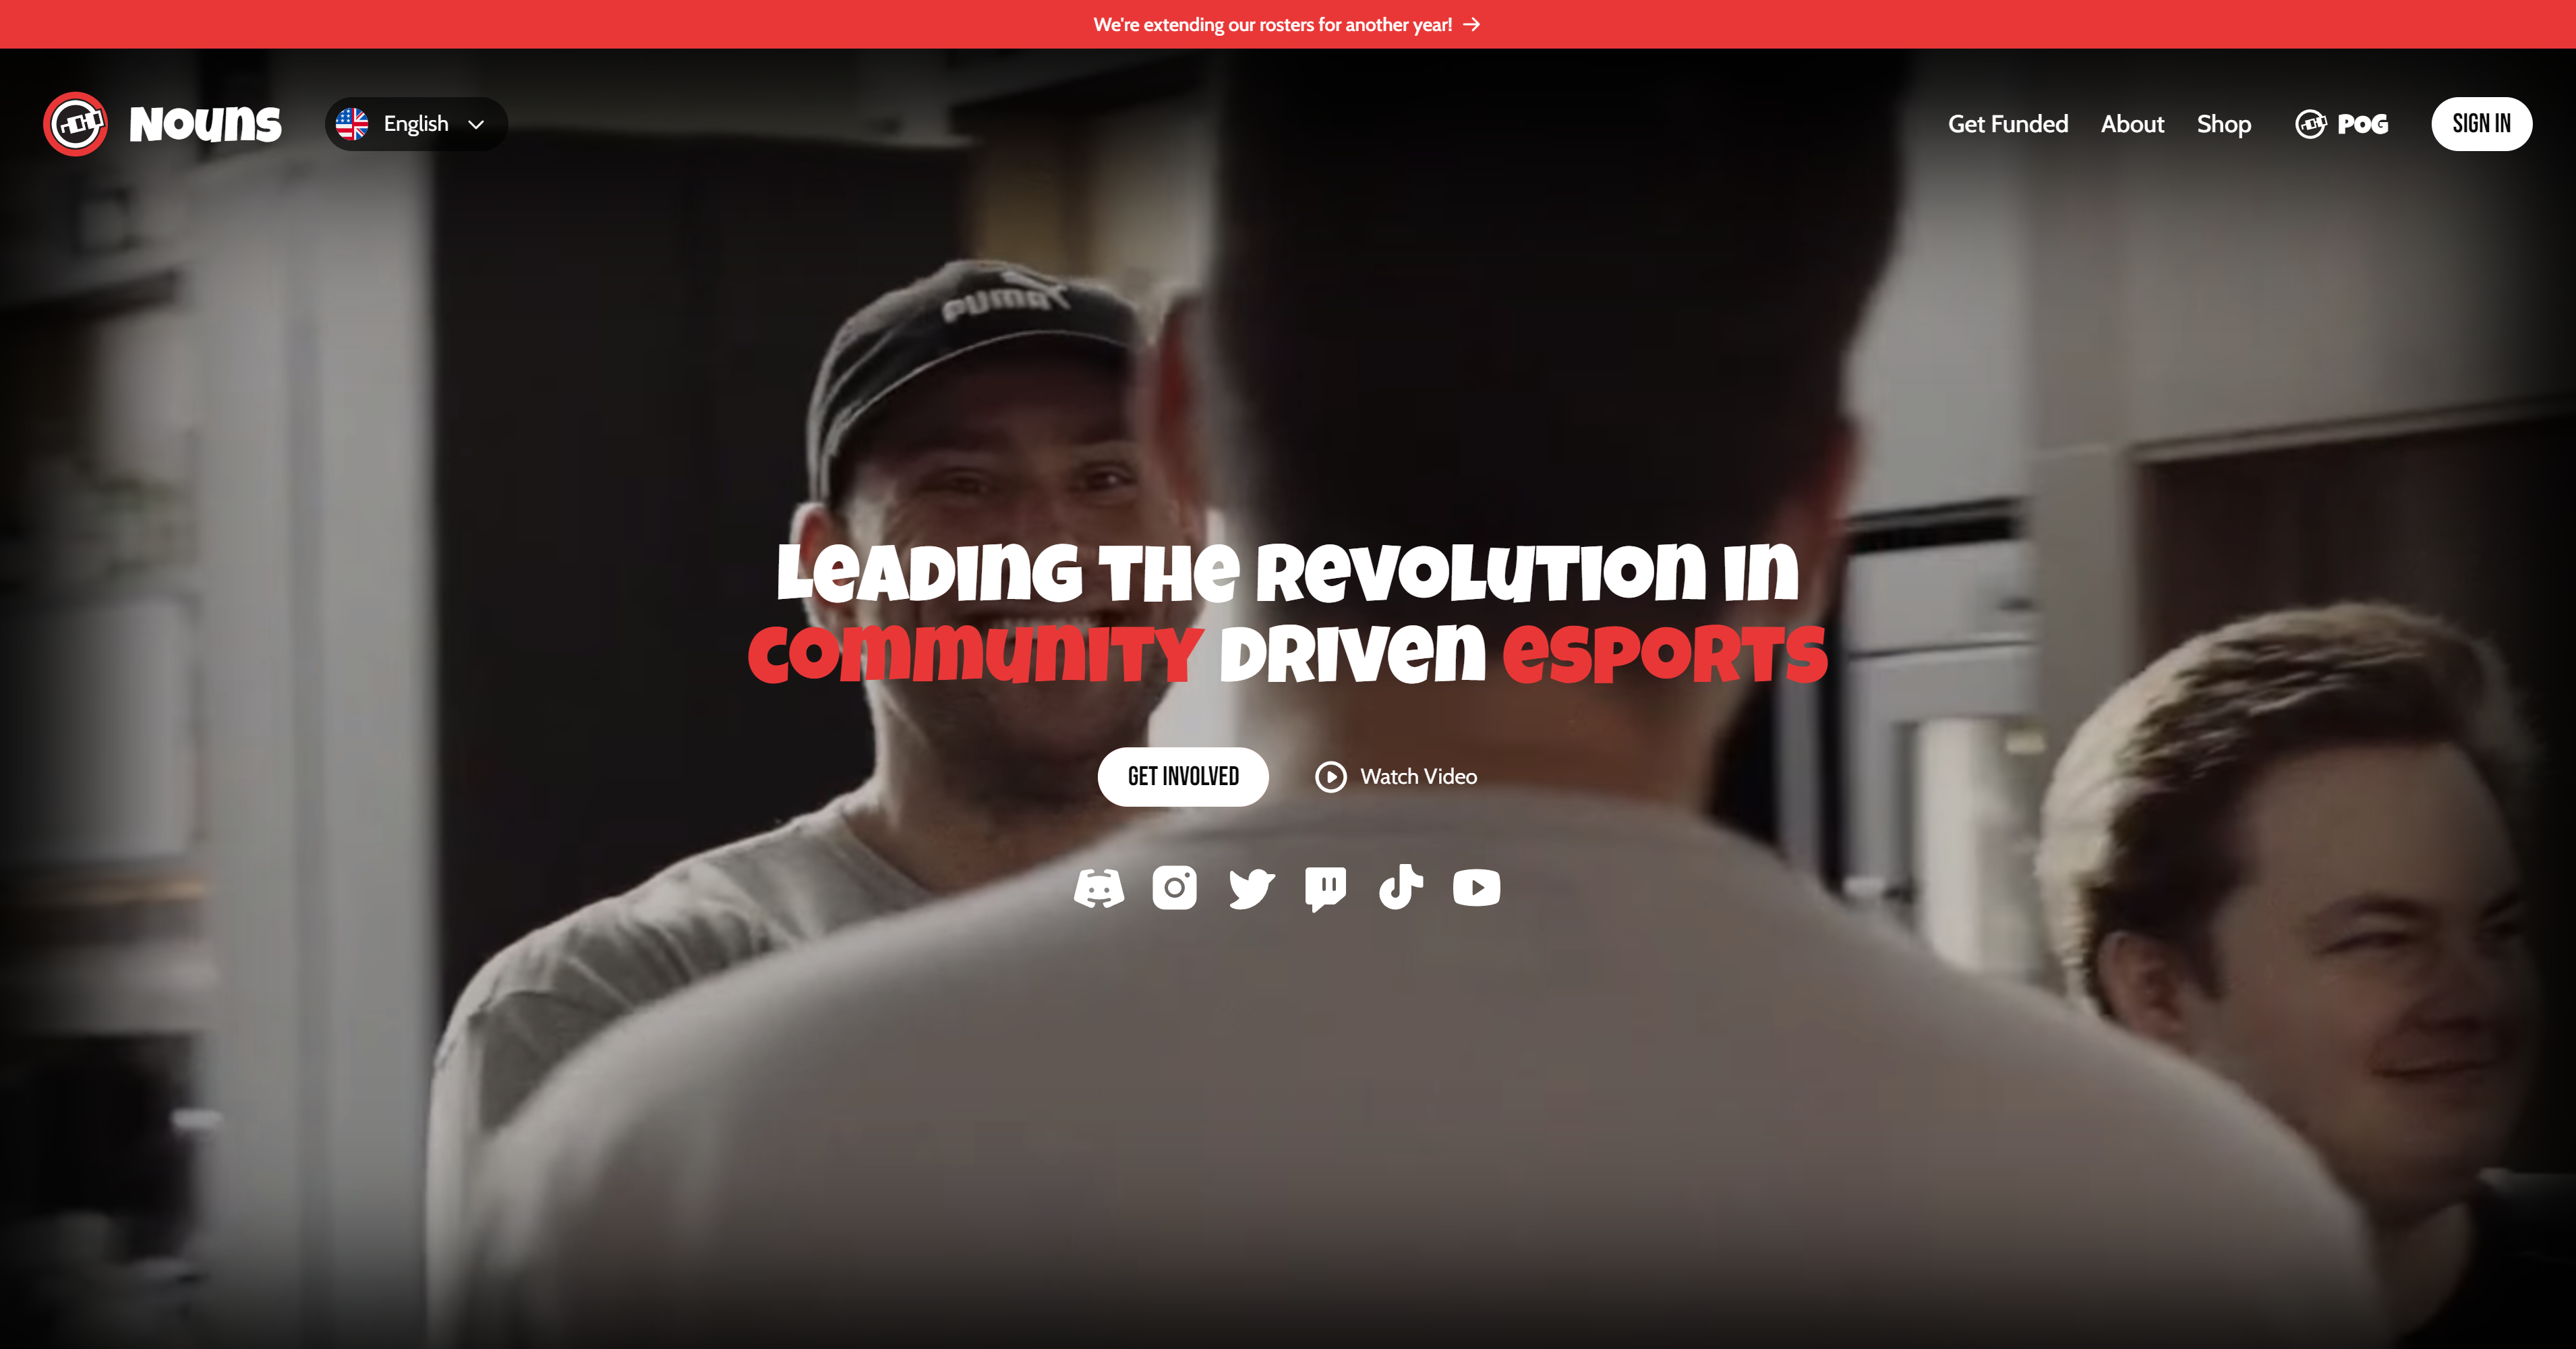 We're extending our rosters for another year! →
Nouns
English
Get Funded
About
Shop
POG
SIGN IN
PUMA
Leading the Revolution in
Community Driven Esports
GET INVOLVED
Watch Video